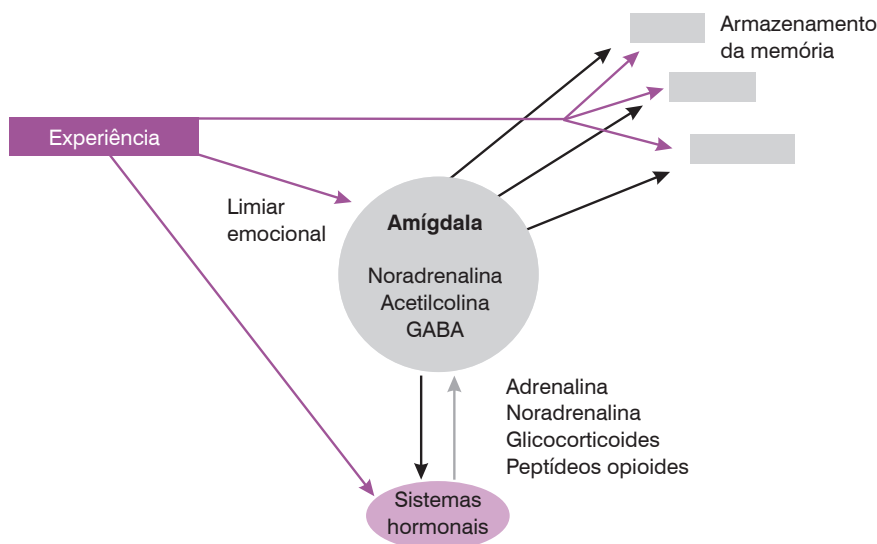 Armazenamento
da memória
Experiência
Limiar
emocional
Amígdala
Noradrenalina
Acetilcolina
GABA
Adrenalina
Noradrenalina
Glicocorticoides
Peptídeos opioides
Sistemas
hormonais